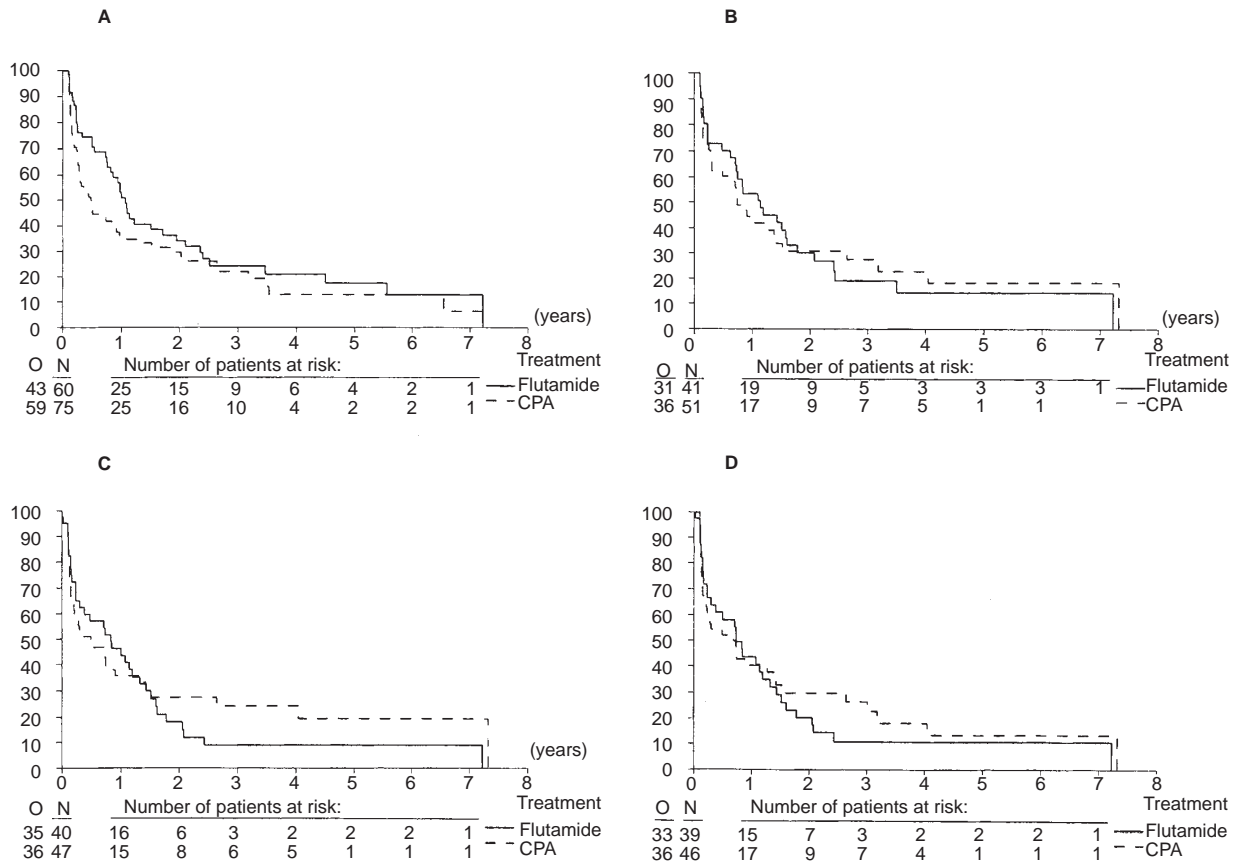 A
100
90
80
70
60
50
40
30
20
10
0
(years)
0 1 2 3 4 5 6 7 8
O N Number of patients at risk: Treatment
43 60 25 15 9 6 4 2 1 Flutamide
59 75 25 16 10 4 2 2 1 CPA
B
100
90
80
70
60
50
40
30
20
10
0
(years)
0 1 2 3 4 5 6 7 8
O N Number of patients at risk: Treatment
31 41 19 9 5 3 3 3 1 Flutamide
36 51 17 9 7 5 1 1 CPA
C
100
90
80
70
60
50
40
30
20
10
0
(years)
0 1 2 3 4 5 6 7 8
O N Number of patients at risk: Treatment
35 40 16 6 3 2 2 2 1 Flutamide
36 47 15 8 6 5 1 1 1 CPA
D
100
90
80
70
60
50
40
30
20
10
0
(years)
0 1 2 3 4 5 6 7 8
O N Number of patients at risk: Treatment
33 39 15 7 3 2 2 2 1 Flutamide
36 46 17 9 7 4 1 1 1 CPA